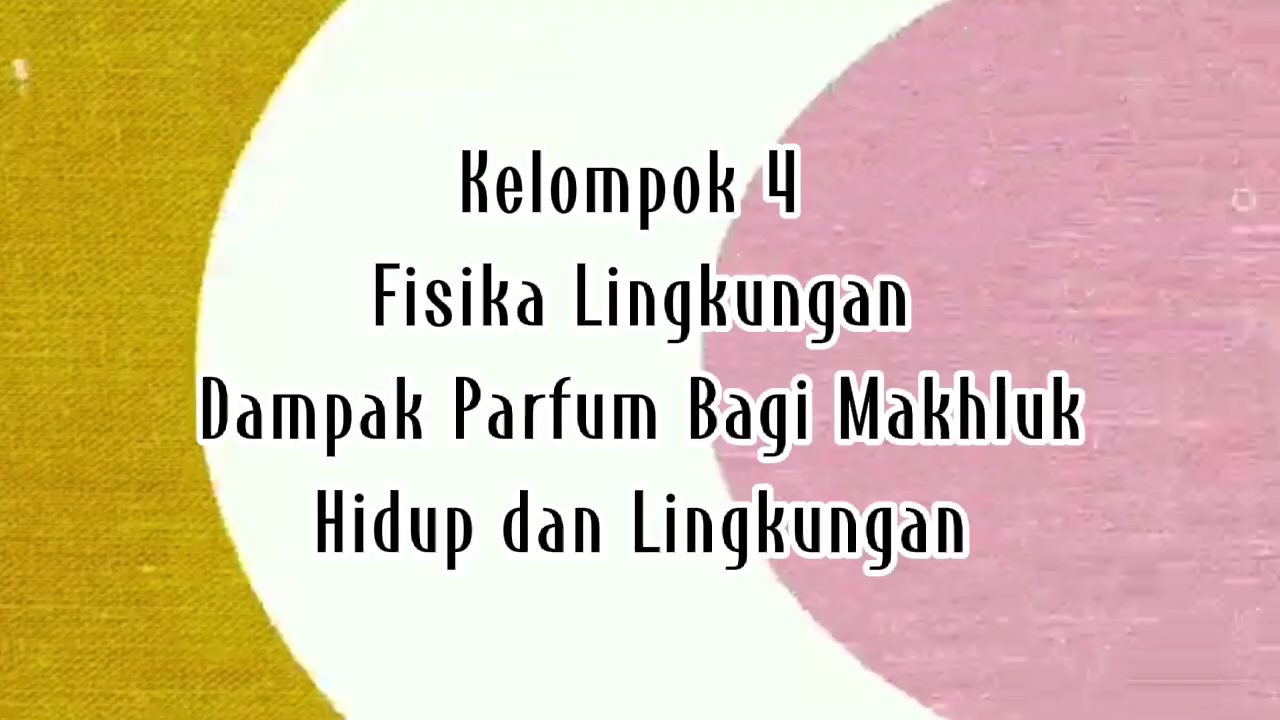 Kelompok 4
Fisika Lingkungan
Dampak Parfum Bagi Makhluk
Hidup dan Lingkungan